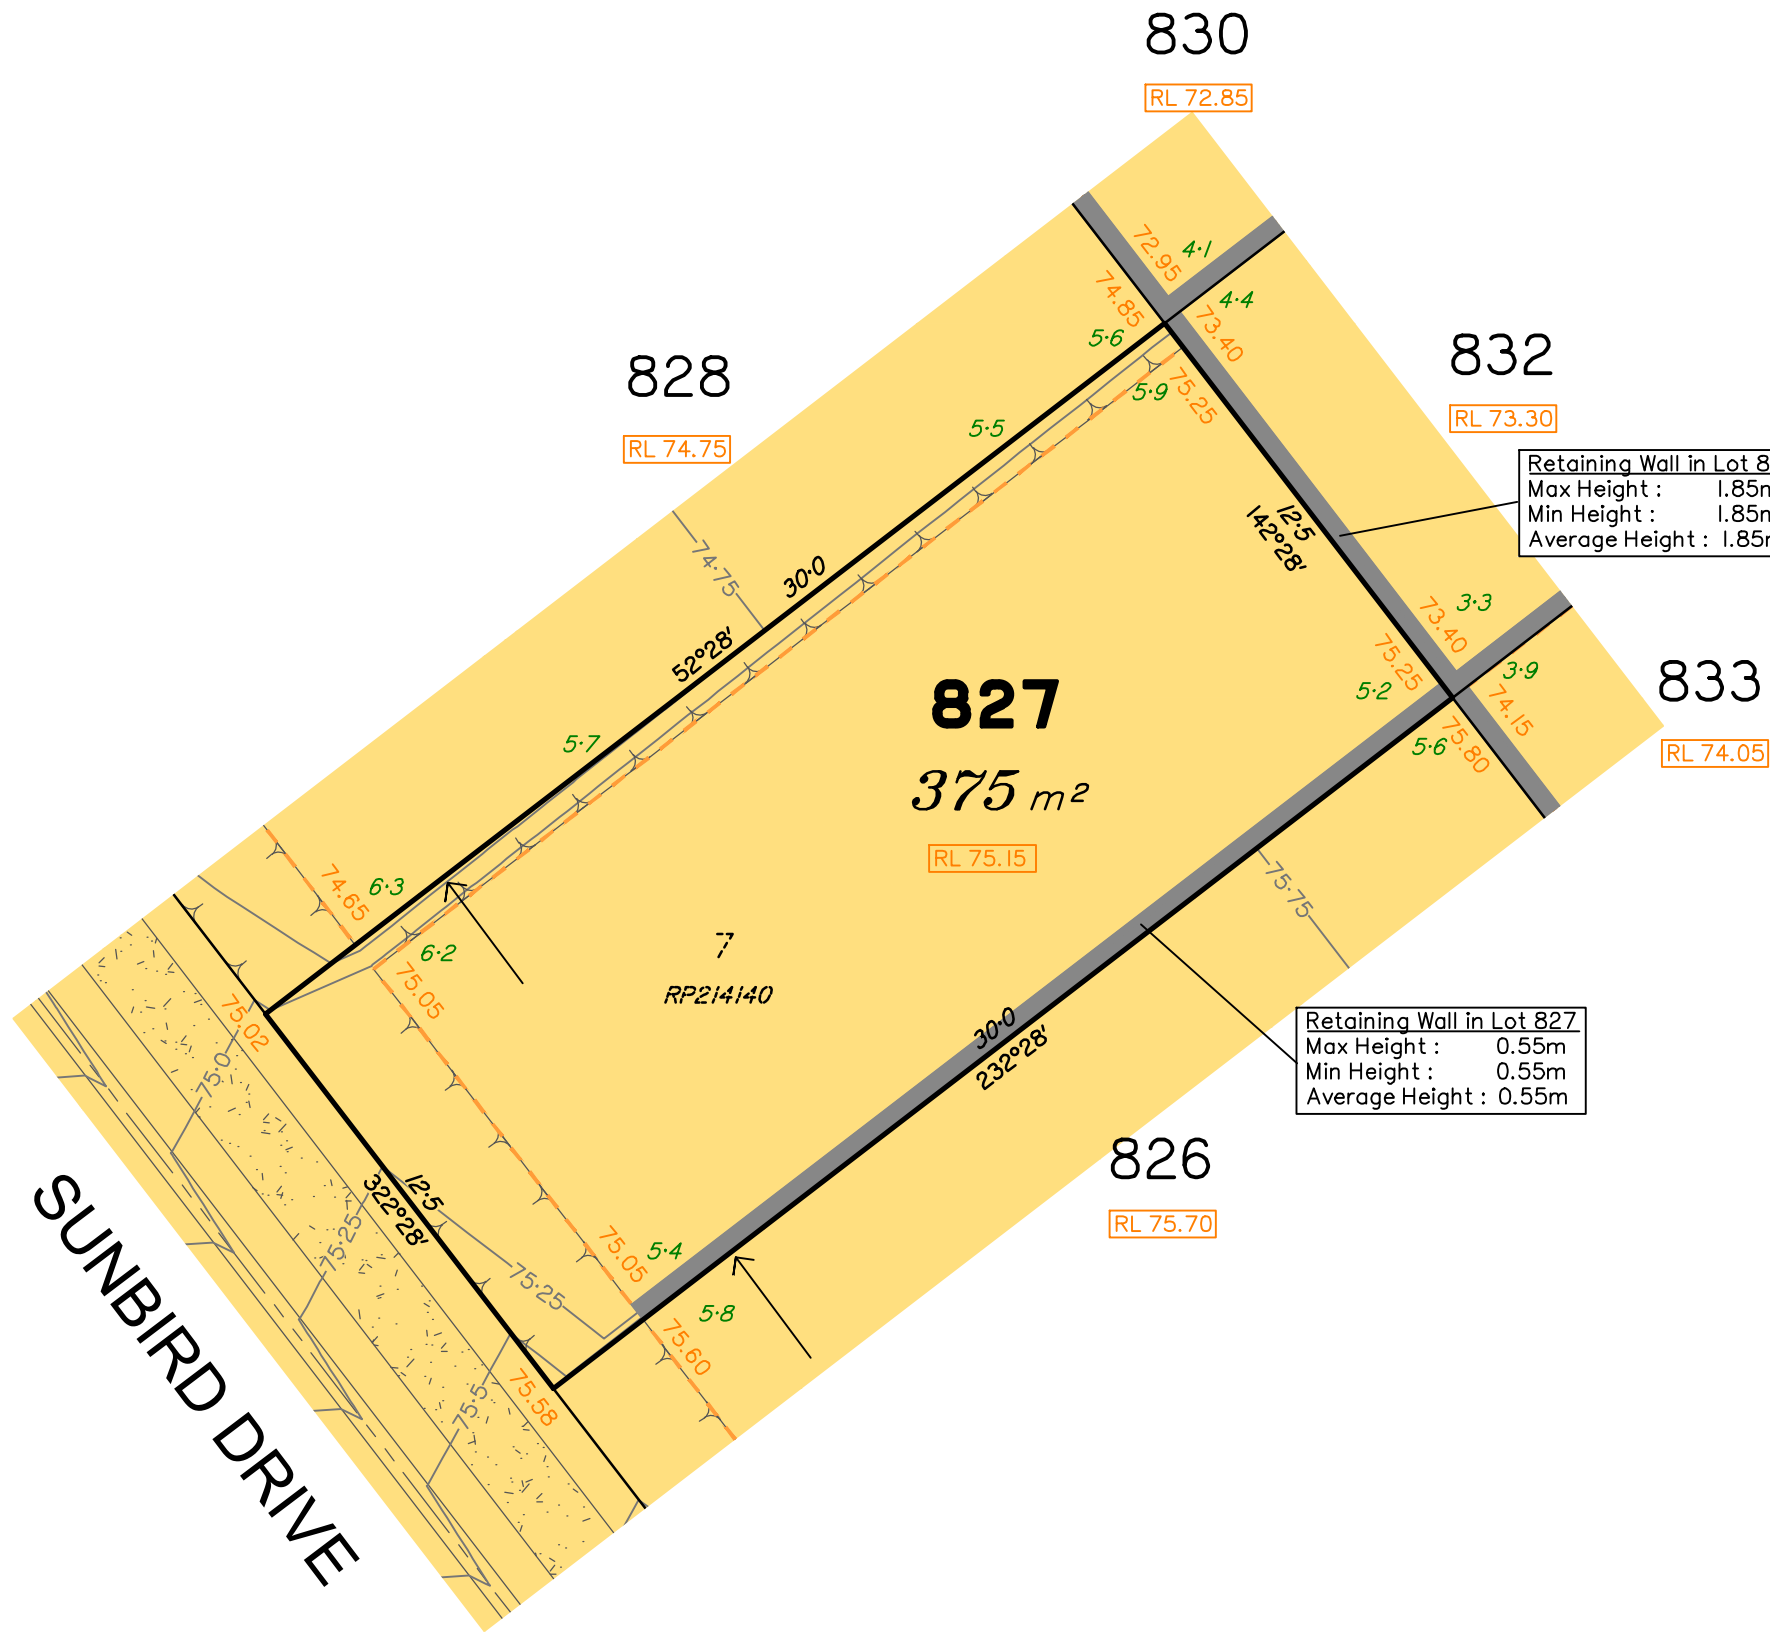 830
RL 72.85
72.95
4·1
74.85
4·4
73.40
5·6
832
RL 73.30
828
RL 74.75
5·9
75.25
5·5
Retaining Wall in Lot 8
Max Height : 1.85m
Min Height : 1.85m
Average Height : 1.85m
12·5
142°28'
74·75
30·0
52°28'
3·3
73.40
75.25
3·9
833
5·2
74.15
827
5·7
5·6
75.80
RL 74.05
375 m²
RL 75.15
75·75
74.65
6·3
6·2
7
75.05
RP214140
75.02
30·0
232°28'
Retaining Wall in Lot 827
Max Height : 0.55m
Min Height : 0.55m
Average Height : 0.55m
75·0
826
RL 75.70
12·5
322°28'
75·25
75.05
5·4
75·25
5·8
75.60
75·5
75.58
SUNBIRD DRIVE